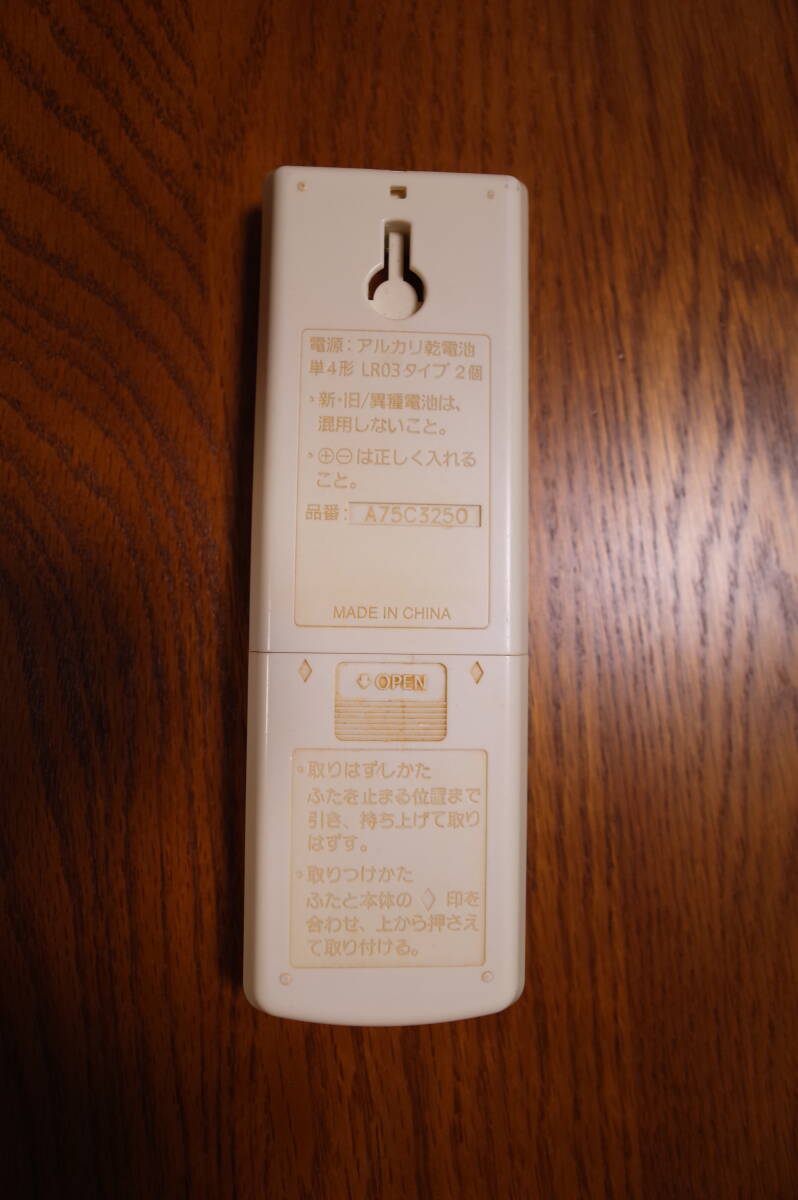 電源：アルカリ乾電池
単4形 LR03タイプ 2個
・新・旧/異種電池は、
混用しないこと。
・⊕⊖は正しく入れる
こと。
品番： A75C3250
MADE IN CHINA
OPEN
・取りはずしかた
ふたを止まる位置まで
引き、持ち上げて取り
はずす。
・取りつけかた
ふたと本体の ◇ 印を
合わせ、上から押さえ
て取り付ける。